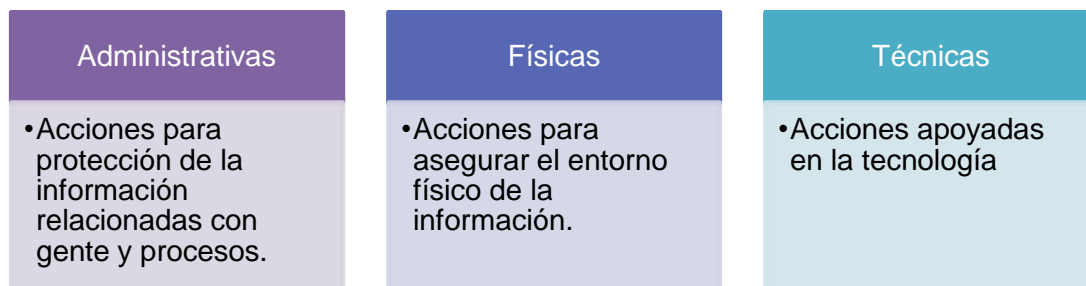 Administrativas
•Acciones para
protección de la
información
relacionadas con
gente y procesos.
Físicas
•Acciones para
asegurar el entorno
físico de la
información.
Técnicas
•Acciones apoyadas
en la tecnología